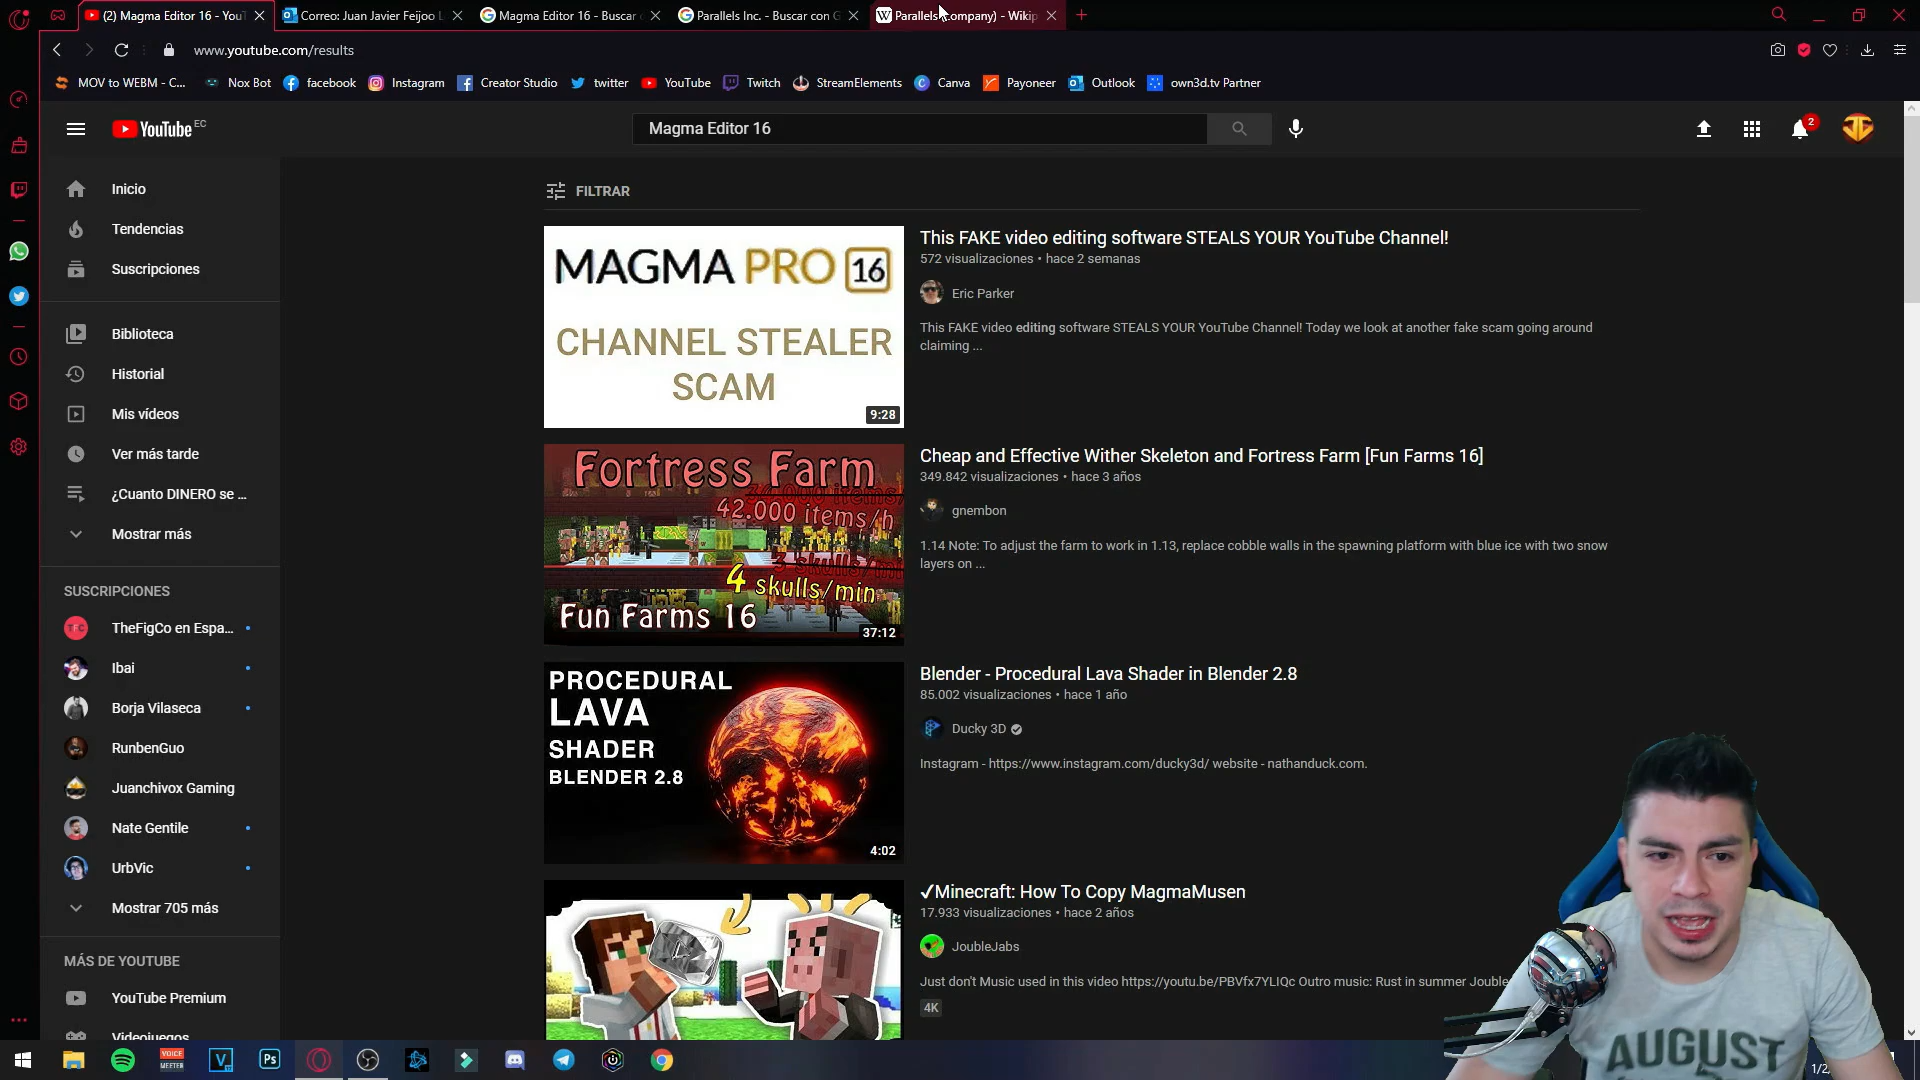 (2) Magma Editor 16 - YouT
Correo: Juan Javier Feijoo L
Magma Editor 16 - Buscar c
Parallels Inc. - Buscar con G
Parallels (company) - Wikip
www.youtube.com/results
MOV to WEBM - C...
Nox Bot
facebook
Instagram
Creator Studio
twitter
YouTube
Twitch
StreamElements
Canva
Payoneer
Outlook
own3d.tv Partner
YouTube EC
Magma Editor 16
2
Inicio
Tendencias
Suscripciones
Biblioteca
Historial
Mis vídeos
Ver más tarde
¿Cuanto DINERO se ...
Mostrar más
SUSCRIPCIONES
TheFigCo en Espa...
Ibai
Borja Vilaseca
RunbenGuo
Juanchivox Gaming
Nate Gentile
UrbVic
Mostrar 705 más
MÁS DE YOUTUBE
YouTube Premium
Videojuegos
FILTRAR
MAGMA PRO 16
CHANNEL STEALER
SCAM
9:28
This FAKE video editing software STEALS YOUR YouTube Channel!
572 visualizaciones • hace 2 semanas
Eric Parker
This FAKE video editing software STEALS YOUR YouTube Channel! Today we look at another fake scam going around
claiming ...
Fortress Farm
42.000 items/h
4 skulls/min
Fun Farms 16
37:12
Cheap and Effective Wither Skeleton and Fortress Farm [Fun Farms 16]
349.842 visualizaciones • hace 3 años
gnembon
1.14 Note: To adjust the farm to work in 1.13, replace cobble walls in the spawning platform with blue ice with two snow
layers on ...
PROCEDURAL
LAVA
SHADER
BLENDER 2.8
4:02
Blender - Procedural Lava Shader in Blender 2.8
85.002 visualizaciones • hace 1 año
Ducky 3D
Instagram - https://www.instagram.com/ducky3d/ website - nathanduck.com.
✓Minecraft: How To Copy MagmaMusen
17.933 visualizaciones • hace 2 años
JoubleJabs
Just don't Music used in this video https://youtu.be/PBVfx7YLIQc Outro music: Rust in summer Jouble
4K
AUGUST
VOICE
MEETER
V
Ps
1/2